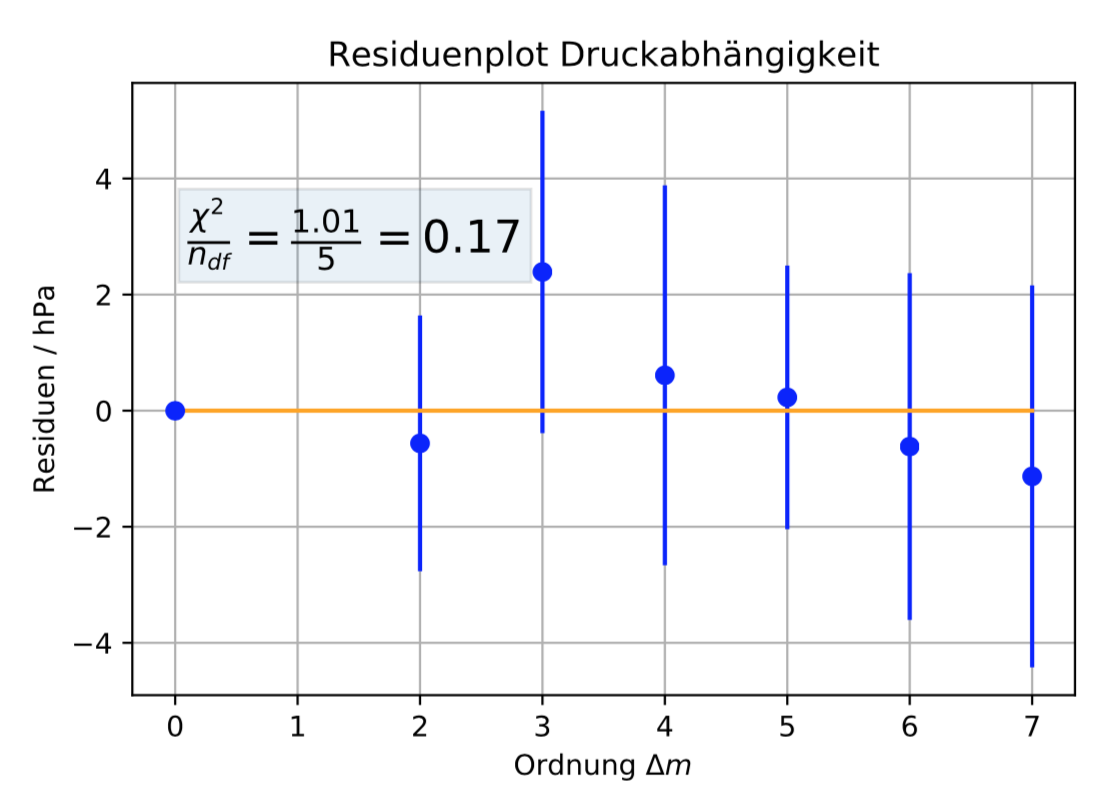 Residuenplot Druckabhängigkeit
χ²/n_df = 1.01/5 = 0.17
Residuen / hPa
4
2
0
−2
−4
0 1 2 3 4 5 6 7
Ordnung Δm